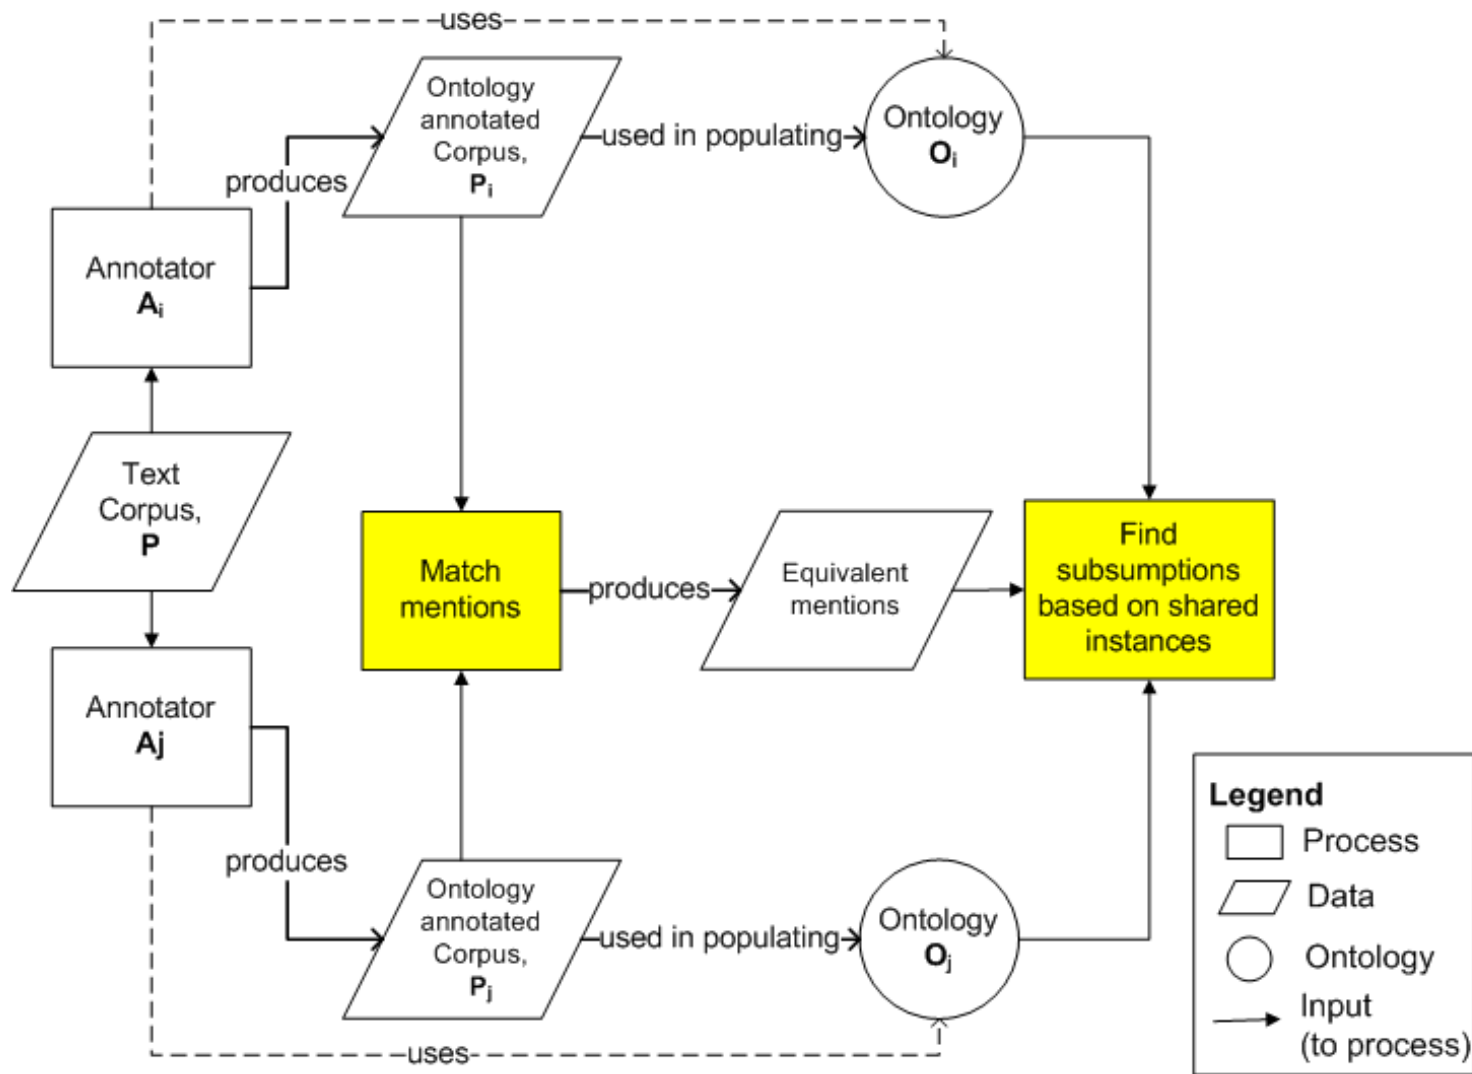 uses
Ontology
annotated
Corpus,
Pi
used in populating
Ontology
Oi
produces
Annotator
Ai
Text
Corpus,
P
Match
mentions
produces
Equivalent
mentions
Find
subsumptions
based on shared
instances
Annotator
Aj
produces
Ontology
annotated
Corpus,
Pj
used in populating
Ontology
Oj
uses
Legend
Process
Data
Ontology
Input
(to process)